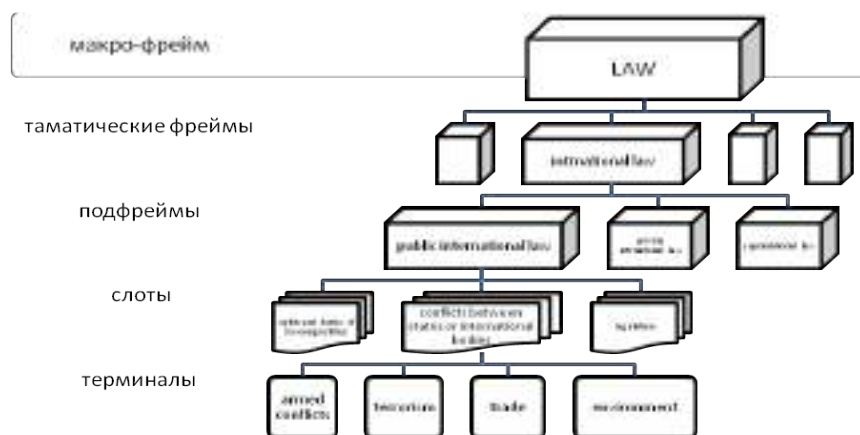 макро-фрейм
LAW
таматические фреймы
intrnational law
подфреймы
public international law
слоты
conflicts between
states or international
bodies
терминалы
armed
conflicts
terrorism
trade
environment